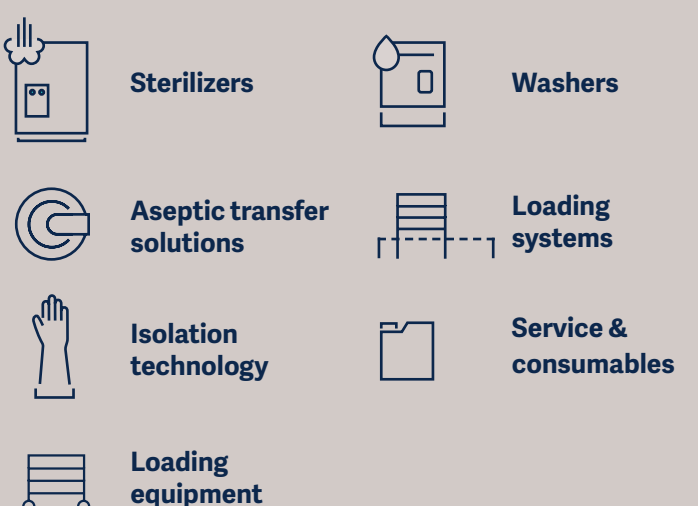 Sterilizers
Washers
Aseptic transfer
solutions
Loading
systems
Isolation
technology
Service &
consumables
Loading
equipment